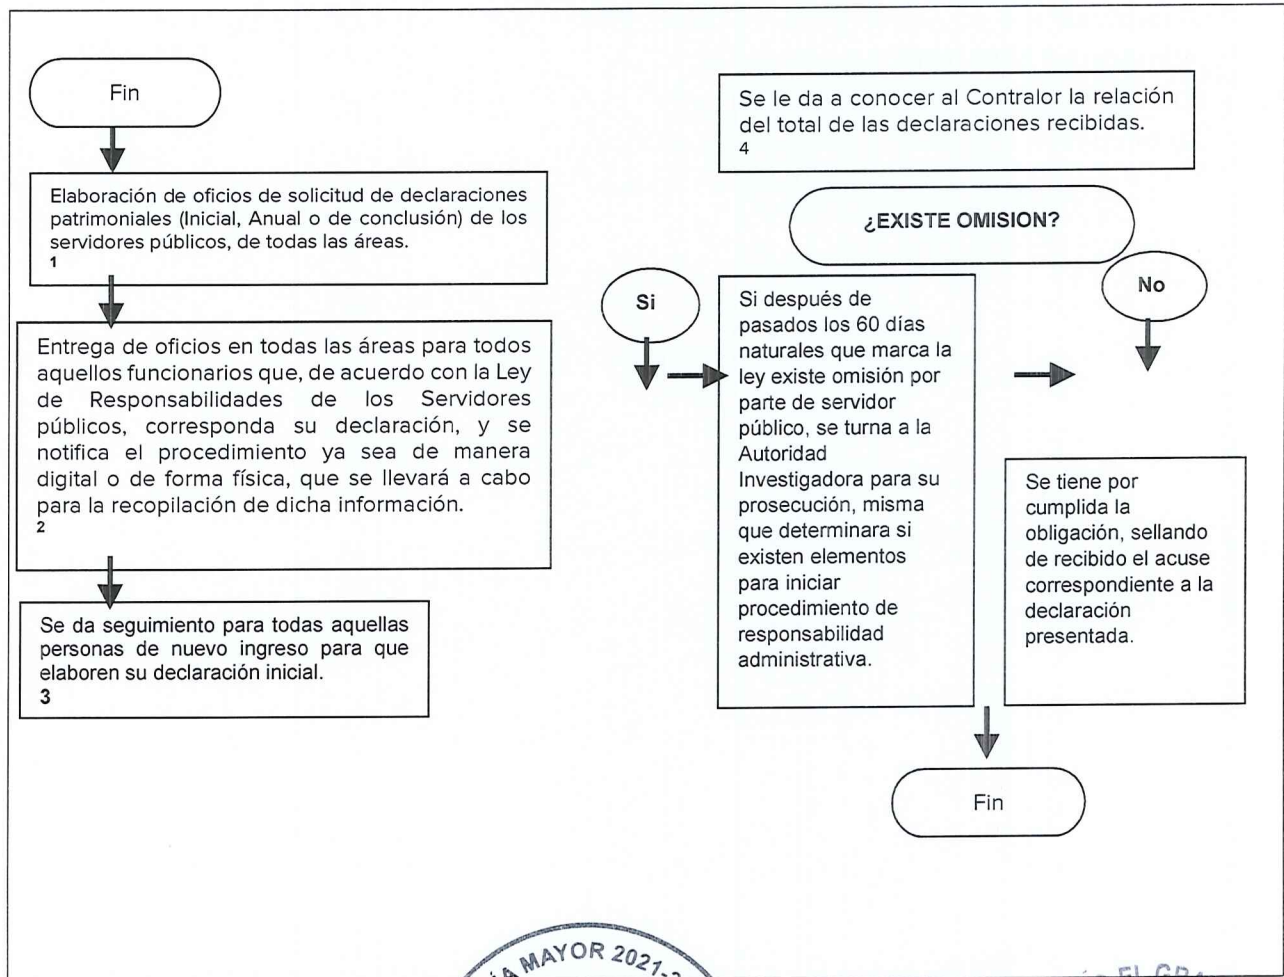 Fin
Elaboración de oficios de solicitud de declaraciones
patrimoniales (Inicial, Anual o de conclusión) de los
servidores públicos, de todas las áreas.
1
Entrega de oficios en todas las áreas para todos
aquellos funcionarios que, de acuerdo con la Ley
de Responsabilidades de los Servidores
públicos, corresponda su declaración, y se
notifica el procedimiento ya sea de manera
digital o de forma física, que se llevará a cabo
para la recopilación de dicha información.
2
Se da seguimiento para todas aquellas
personas de nuevo ingreso para que
elaboren su declaración inicial.
3
Se le da a conocer al Contralor la relación
del total de las declaraciones recibidas.
4
¿EXISTE OMISION?
Si
No
Si después de
pasados los 60 días
naturales que marca la
ley existe omisión por
parte de servidor
público, se turna a la
Autoridad
Investigadora para su
prosecución, misma
que determinara si
existen elementos
para iniciar
procedimiento de
responsabilidad
administrativa.
Se tiene por
cumplida la
obligación, sellando
de recibido el acuse
correspondiente a la
declaración
presentada.
Fin
MAYOR 2021-